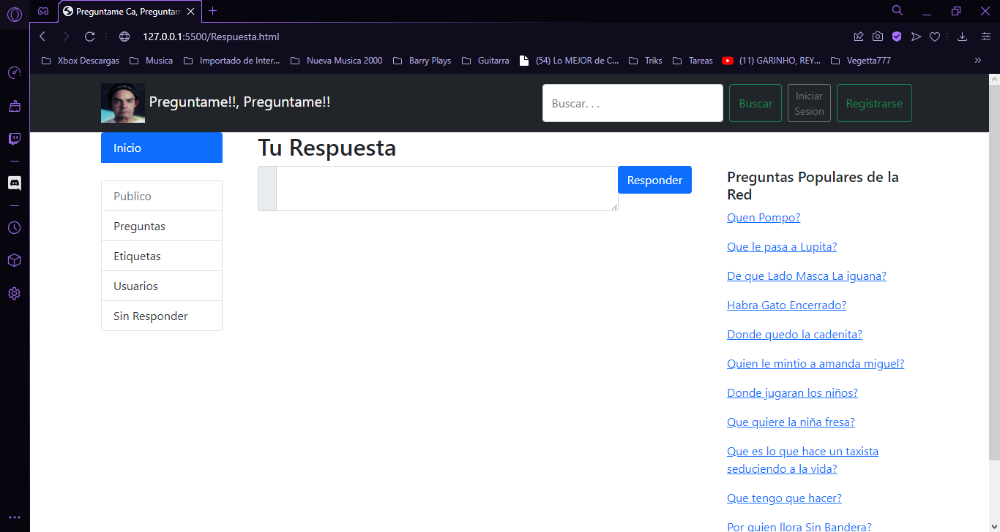 Preguntame Ca, Preguntam
127.0.0.1:5500/Respuesta.html
Xbox Descargas
Musica
Importado de Inter...
Nueva Musica 2000
Barry Plays
Guitarra
(54) Lo MEJOR de C...
Triks
Tareas
(11) GARINHO, REY...
Vegetta777
Preguntame!!, Preguntame!!
Buscar. . .
Buscar
Iniciar
Sesion
Registrarse
Inicio
Publico
Preguntas
Etiquetas
Usuarios
Sin Responder
Tu Respuesta
Responder
Preguntas Populares de la
Red
Quen Pompo?
Que le pasa a Lupita?
De que Lado Masca La iguana?
Habra Gato Encerrado?
Donde quedo la cadenita?
Quien le mintio a amanda miguel?
Donde jugaran los niños?
Que quiere la niña fresa?
Que es lo que hace un taxista
seduciendo a la vida?
Que tengo que hacer?
Por quien llora Sin Bandera?